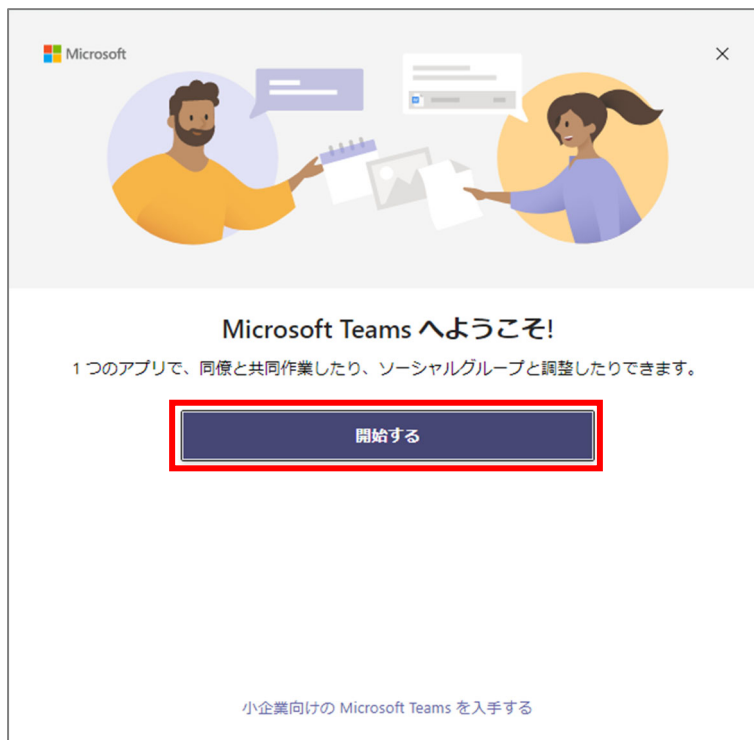 Microsoft
Microsoft Teams へようこそ!
1 つのアプリで、同僚と共同作業したり、ソーシャルグループと調整したりできます。
開始する
小企業向けの Microsoft Teams を入手する